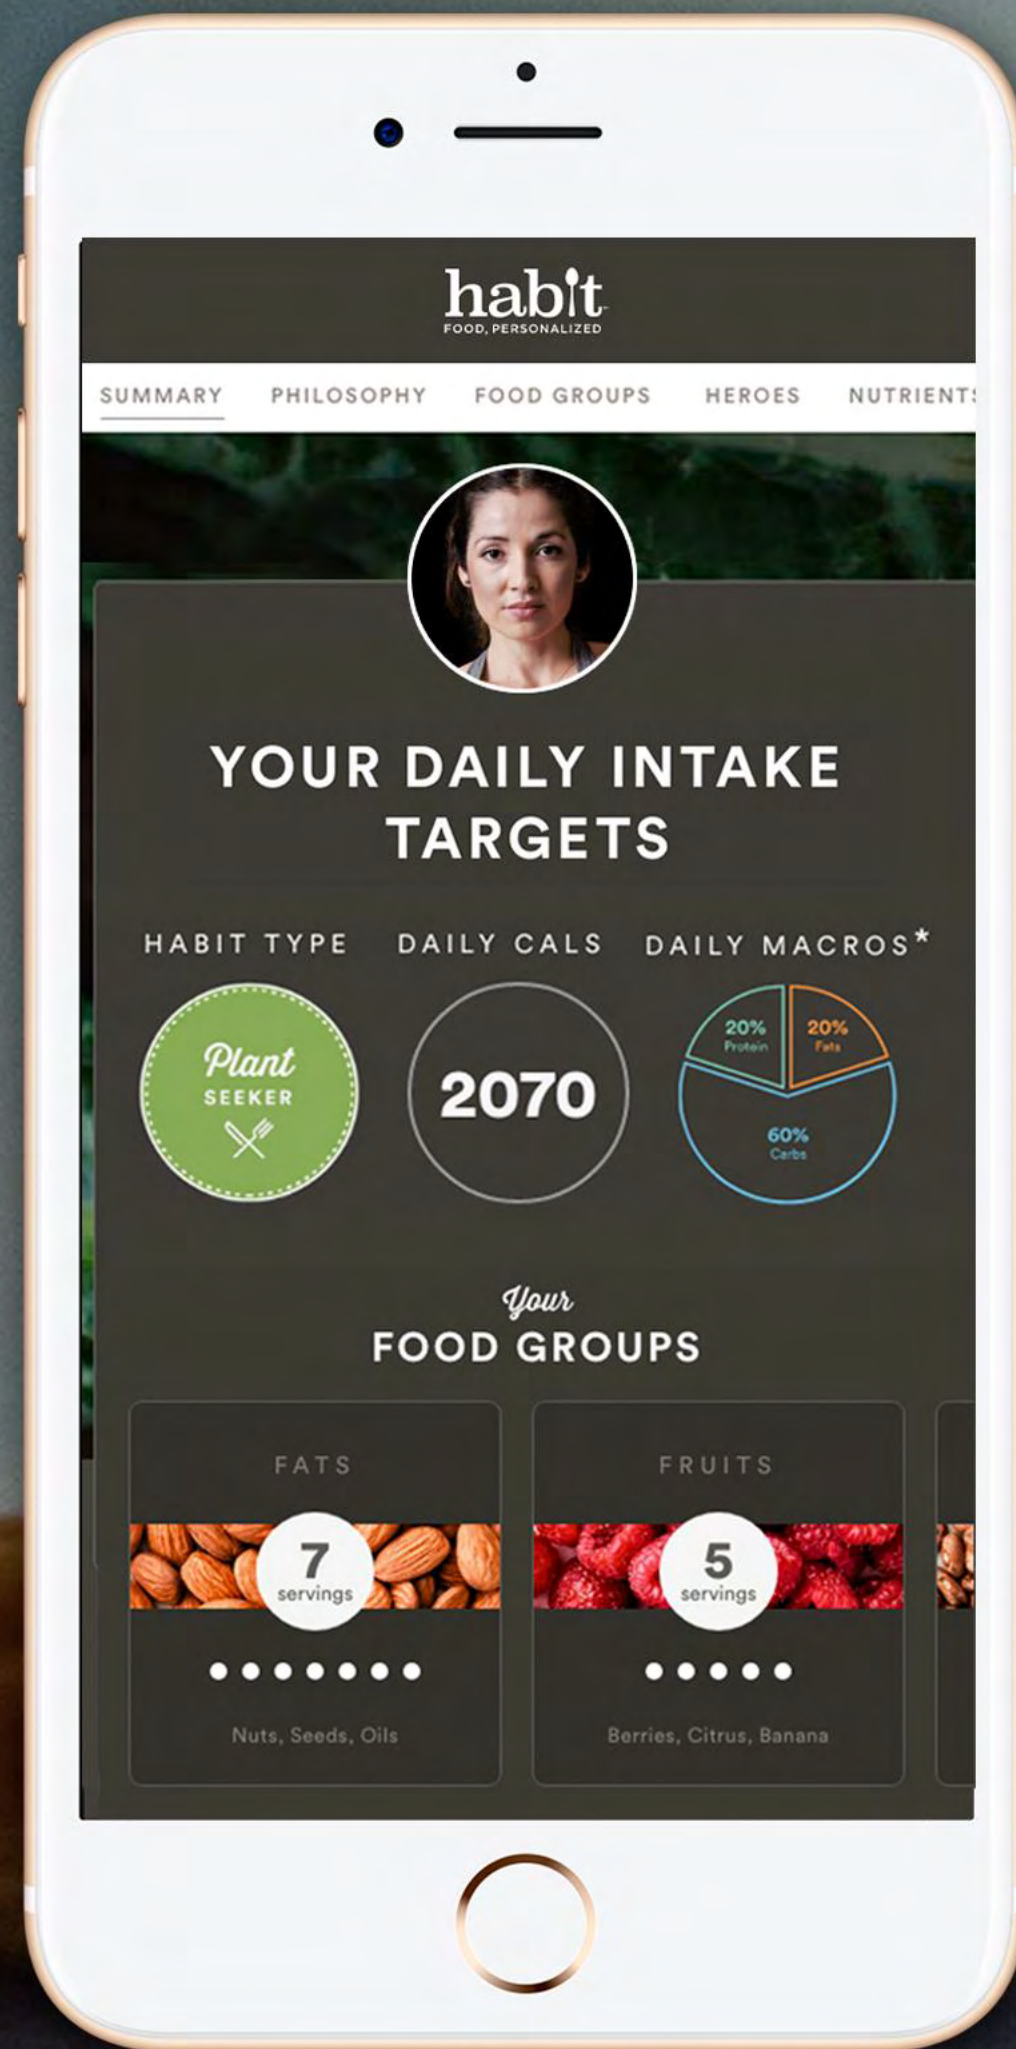 habit
FOOD, PERSONALIZED
SUMMARY PHILOSOPHY FOOD GROUPS HEROES NUTRIENTS
YOUR DAILY INTAKE
TARGETS
HABIT TYPE DAILY CALS DAILY MACROS*
Plant
SEEKER
2070
20%
Protein
20%
Fats
60%
Carbs
Your
FOOD GROUPS
FATS
7
servings
Nuts, Seeds, Oils
FRUITS
5
servings
Berries, Citrus, Banana